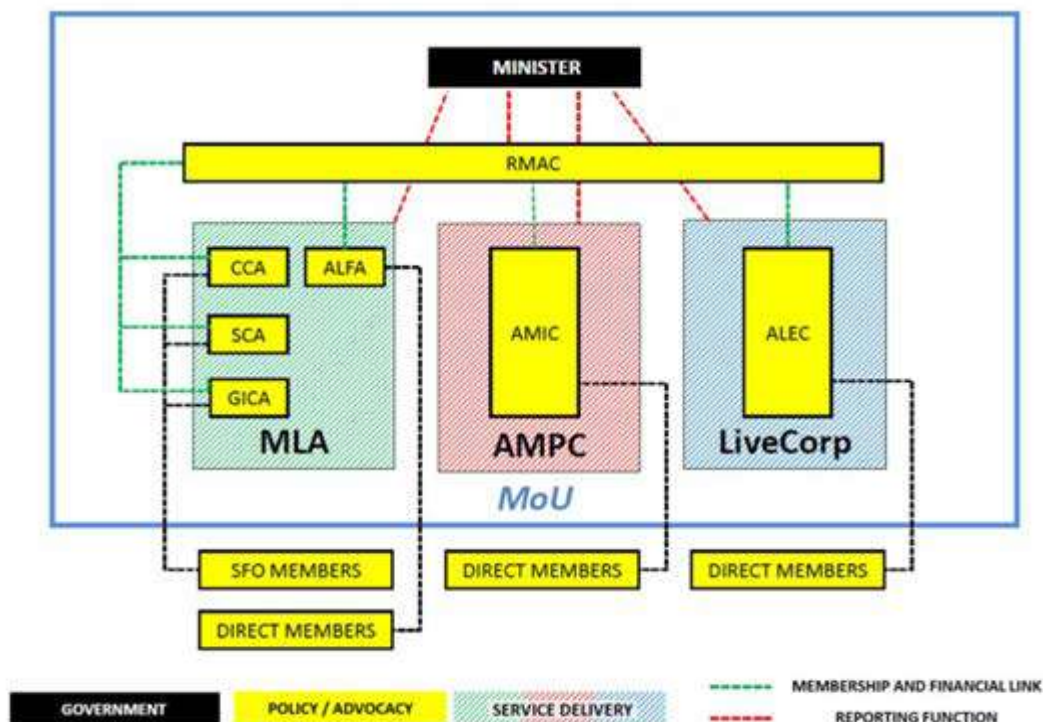 MINISTER
RMAC
CCA
ALFA
SCA
GICA
MLA
AMIC
AMPC
ALEC
LiveCorp
MoU
SFO MEMBERS
DIRECT MEMBERS
DIRECT MEMBERS
DIRECT MEMBERS
GOVERNMENT
POLICY / ADVOCACY
SERVICE DELIVERY
MEMBERSHIP AND FINANCIAL LINK
REPORTING FUNCTION